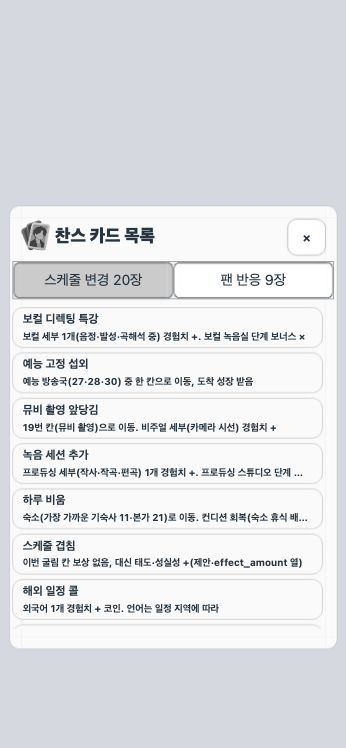 찬스 카드 목록
×
스케줄 변경 20장
팬 반응 9장
보컬 디렉팅 특강
보컬 세부 1개(음정·발성·곡해석 중) 경험치 +. 보컬 녹음실 단계 보너스 ×
예능 고정 섭외
예능 방송국(27·28·30) 중 한 칸으로 이동, 도착 성장 받음
뮤비 촬영 앞당김
19번 칸(뮤비 촬영)으로 이동. 비주얼 세부(카메라 시선) 경험치 +
녹음 세션 추가
프로듀싱 세부(작사·작곡·편곡) 1개 경험치 +. 프로듀싱 스튜디오 단계 ...
하루 비움
숙소(가장 가까운 기숙사 11·본가 21)로 이동. 컨디션 회복(숙소 휴식 배...
스케줄 겹침
이번 굴림 칸 보상 없음, 대신 태도·성실성 +(제안·effect_amount 열)
해외 일정 콜
외국어 1개 경험치 + 코인. 언어는 일정 지역에 따라